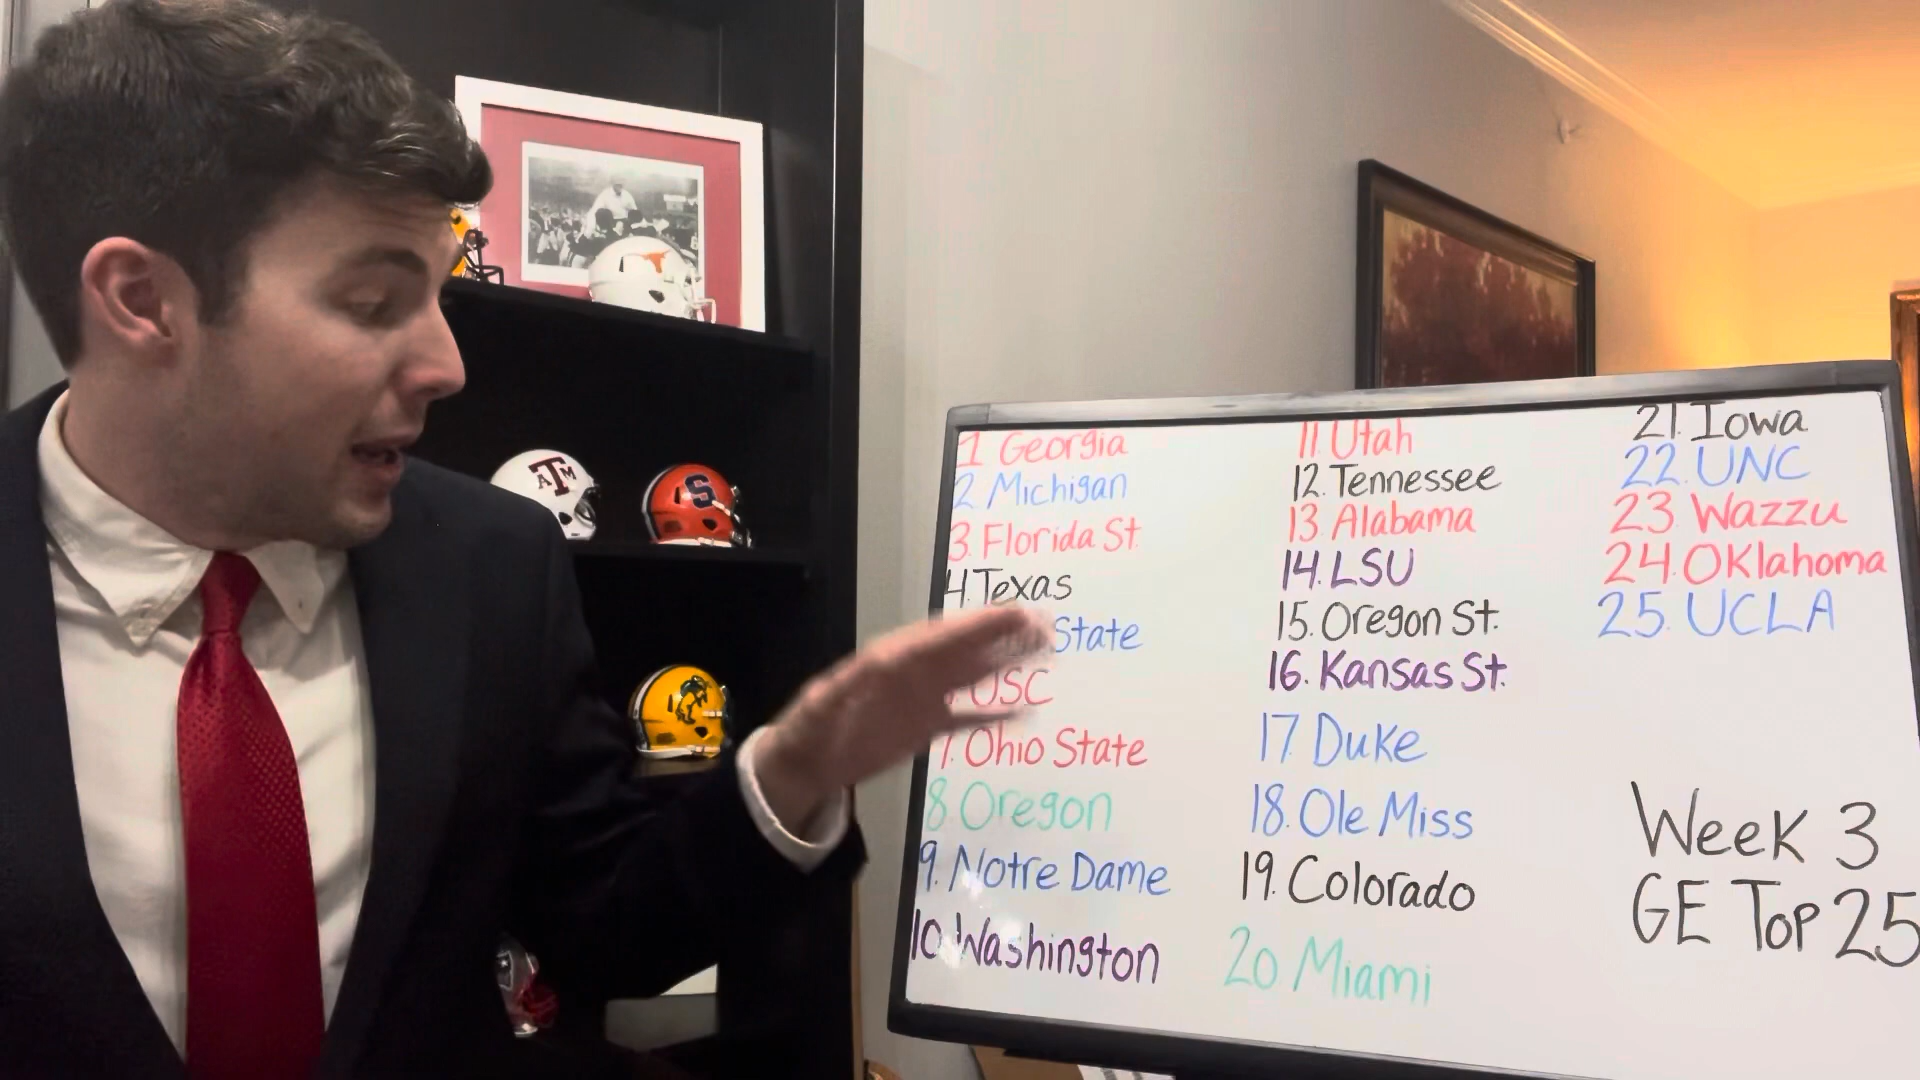 1 Georgia
2 Michigan
3. Florida St.
4. Texas
State
USC
7. Ohio State
8 Oregon
9. Notre Dame
10 Washington
11 Utah
12. Tennessee
13 Alabama
14. LSU
15. Oregon St.
16. Kansas St.
17 Duke
18. Ole Miss
19. Colorado
20 Miami
21. Iowa
22. UNC
23 Wazzu
24. Oklahoma
25. UCLA
Week 3
GE Top 25
ATM
S